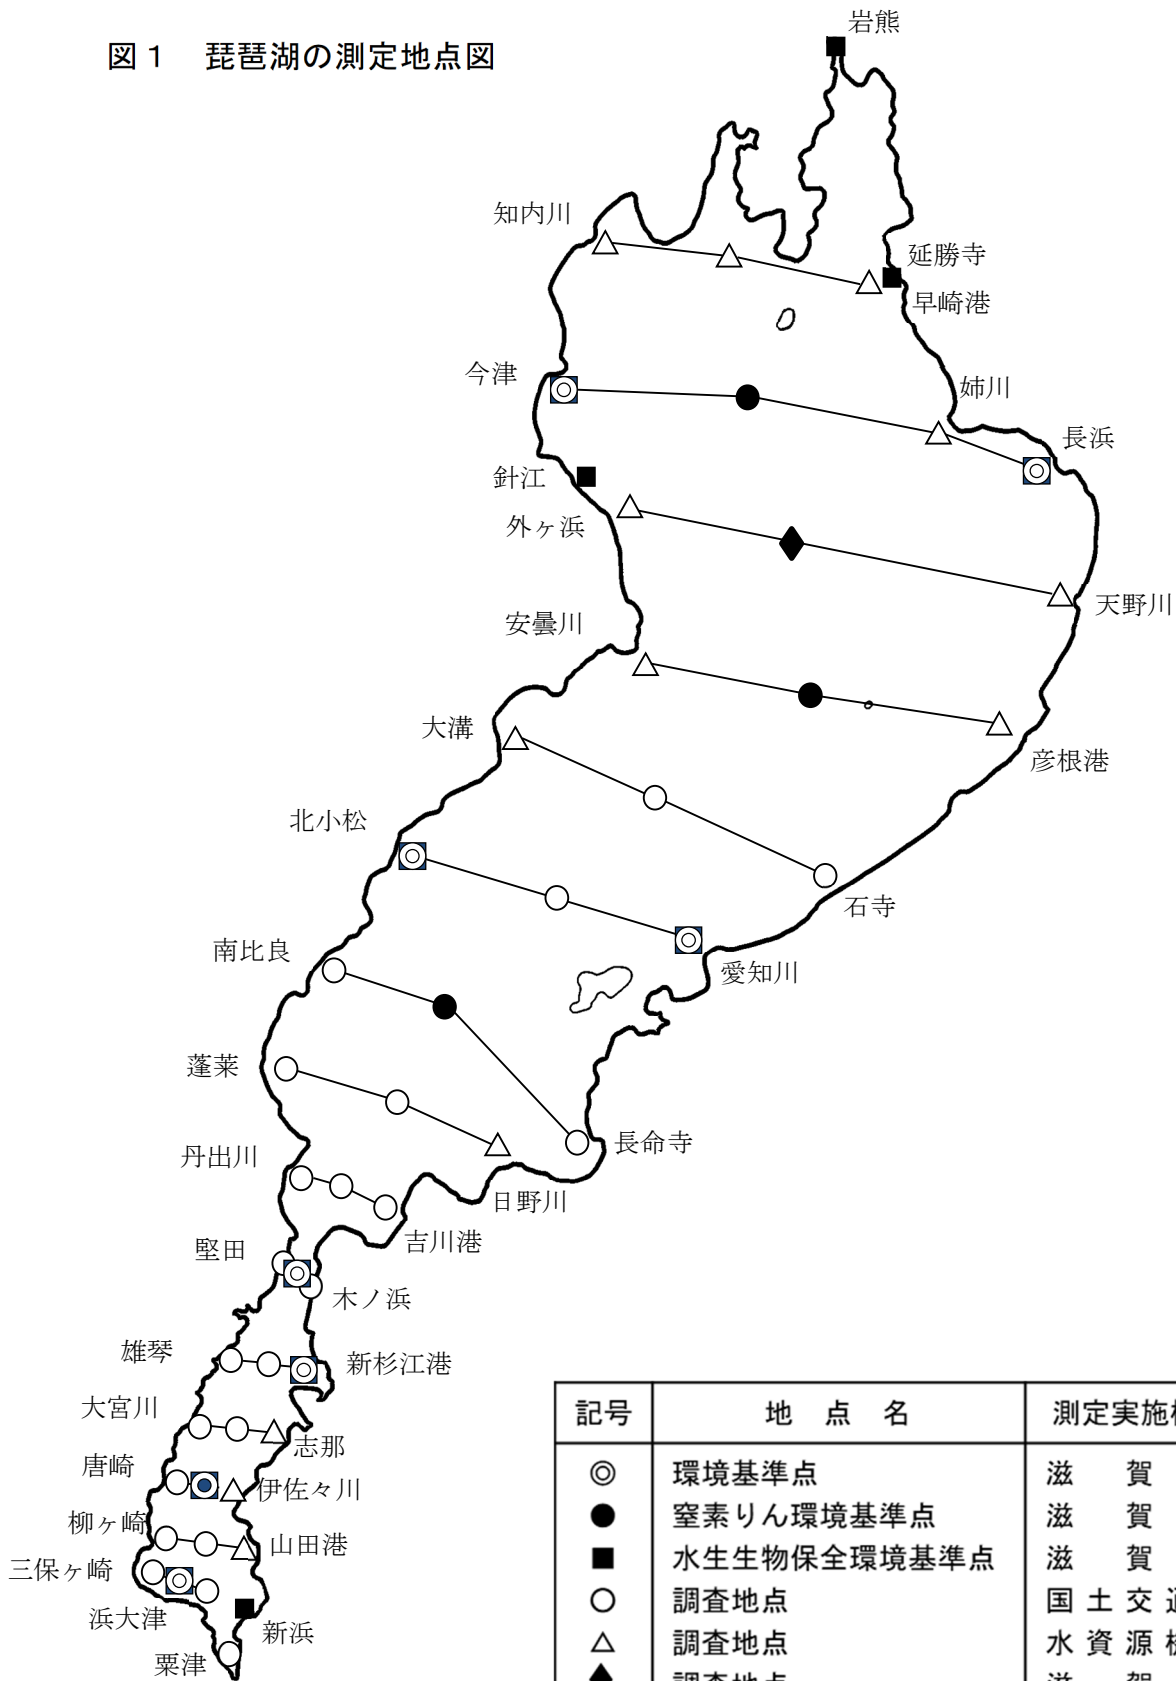 図１　琵琶湖の測定地点図
岩熊
知内川
延勝寺
早崎港
今津
姉川
長浜
針江
外ヶ浜
天野川
安曇川
大溝
彦根港
北小松
石寺
南比良
愛知川
蓬莱
長命寺
丹出川
日野川
吉川港
堅田
木ノ浜
雄琴
新杉江港
大宮川
志那
唐崎
伊佐々川
柳ヶ崎
山田港
三保ヶ崎
浜大津
新浜
粟津
記号　地　点　名　測定実施
◎　環境基準点　滋　賀
●　窒素りん環境基準点　滋　賀
■　水生生物保全環境基準点　滋　賀
○　調査地点　国 土 交
△　調査地点　水 資 源